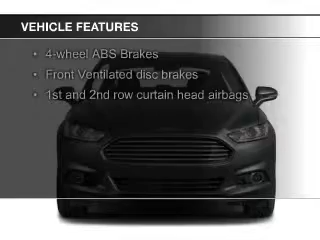 VEHICLE FEATURES
• 4-wheel ABS Brakes
• Front Ventilated disc brakes
• 1st and 2nd row curtain head airbags